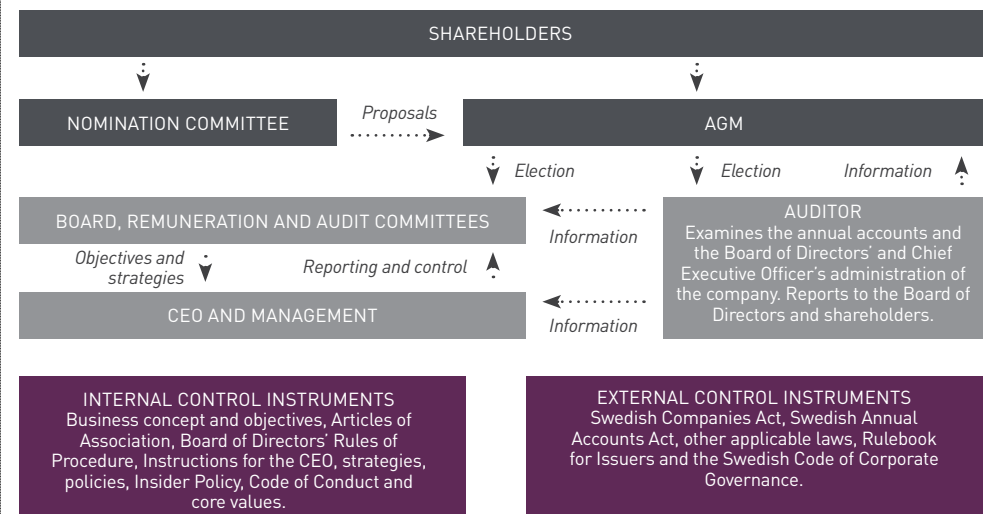 SHAREHOLDERS
NOMINATION COMMITTEE
Proposals
AGM
Election
Election
Information
BOARD, REMUNERATION AND AUDIT COMMITTEES
Information
AUDITOR
Examines the annual accounts and
the Board of Directors’ and Chief
Executive Officer’s administration of
the company. Reports to the Board of
Directors and shareholders.
Objectives and
strategies
Reporting and control
CEO AND MANAGEMENT
Information
INTERNAL CONTROL INSTRUMENTS
Business concept and objectives, Articles of
Association, Board of Directors’ Rules of
Procedure, Instructions for the CEO, strategies,
policies, Insider Policy, Code of Conduct and
core values.
EXTERNAL CONTROL INSTRUMENTS
Swedish Companies Act, Swedish Annual
Accounts Act, other applicable laws, Rulebook
for Issuers and the Swedish Code of Corporate
Governance.